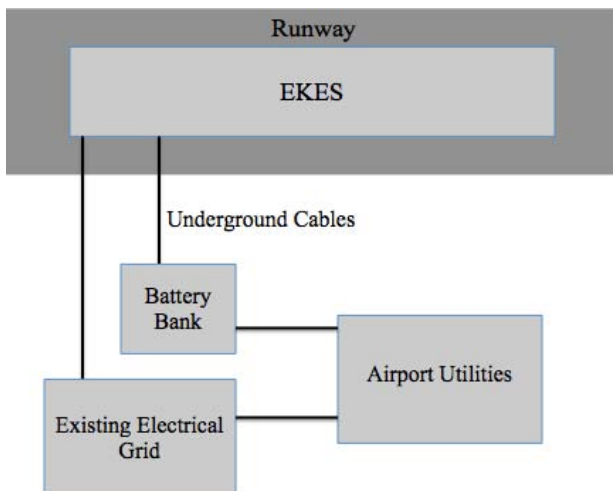 Runway
EKES
Underground Cables
Battery
Bank
Airport Utilities
Existing Electrical
Grid